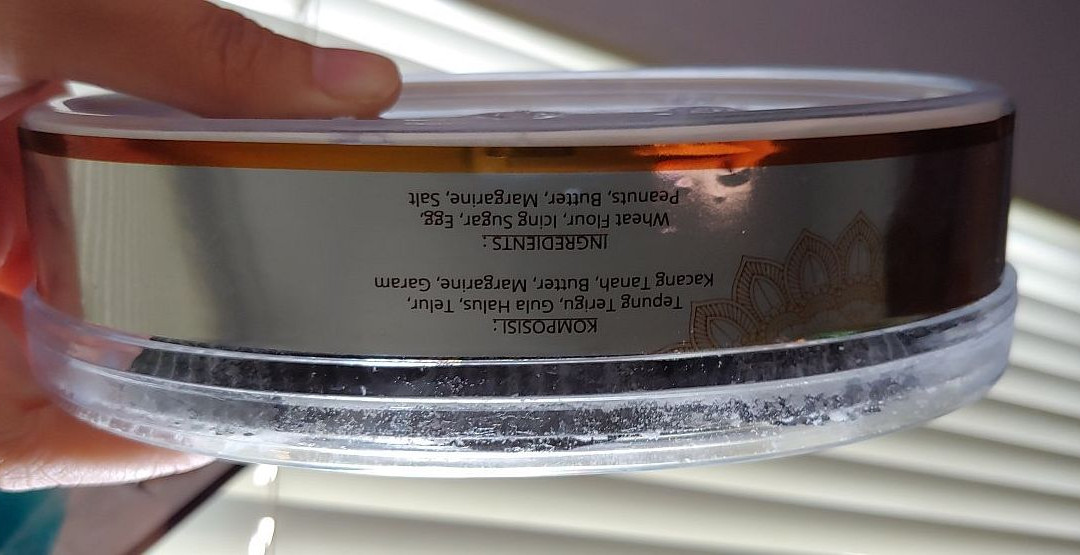 KOMPOSISI :
Tepung Terigu, Gula Halus, Telur,
Kacang Tanah, Butter, Margarine, Garam
INGREDIENTS :
Wheat Flour, Icing Sugar, Egg,
Peanuts, Butter, Margarine, Salt